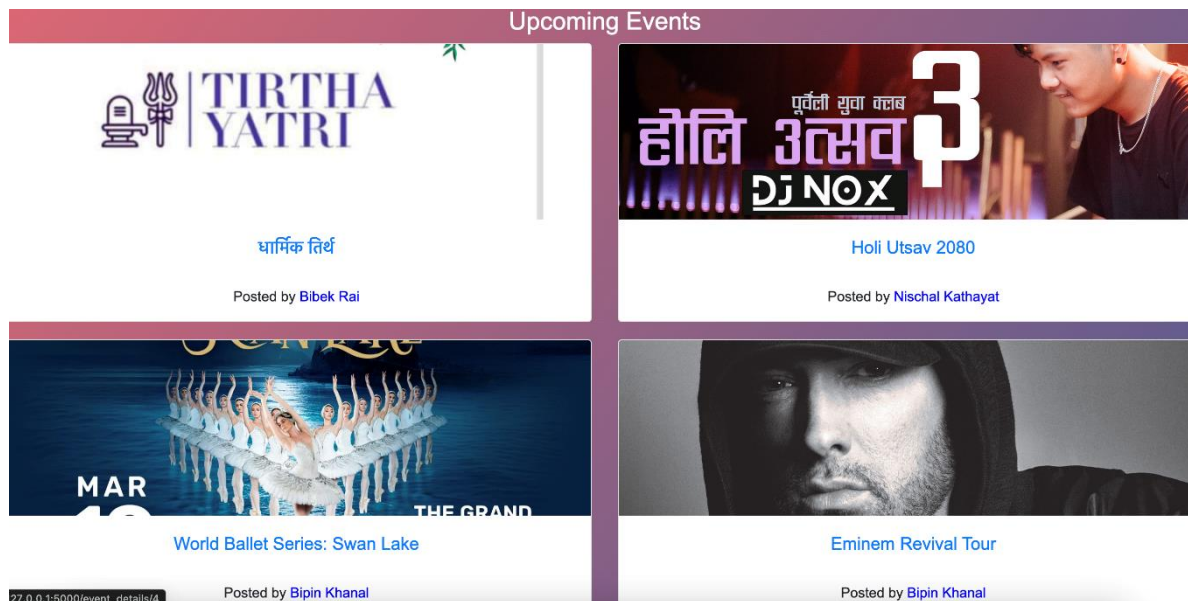 Upcoming Events
TIRTHA
YATRI
धार्मिक तिर्थ
Posted by Bibek Rai
पूर्वेली युवा क्लब
होलि उत्सव
DJ NOX
Holi Utsav 2080
Posted by Nischal Kathayat
SWAN LAKE
MAR
THE GRAND
World Ballet Series: Swan Lake
Posted by Bipin Khanal
Eminem Revival Tour
Posted by Bipin Khanal
27.0.0.1:5000/event_details/4